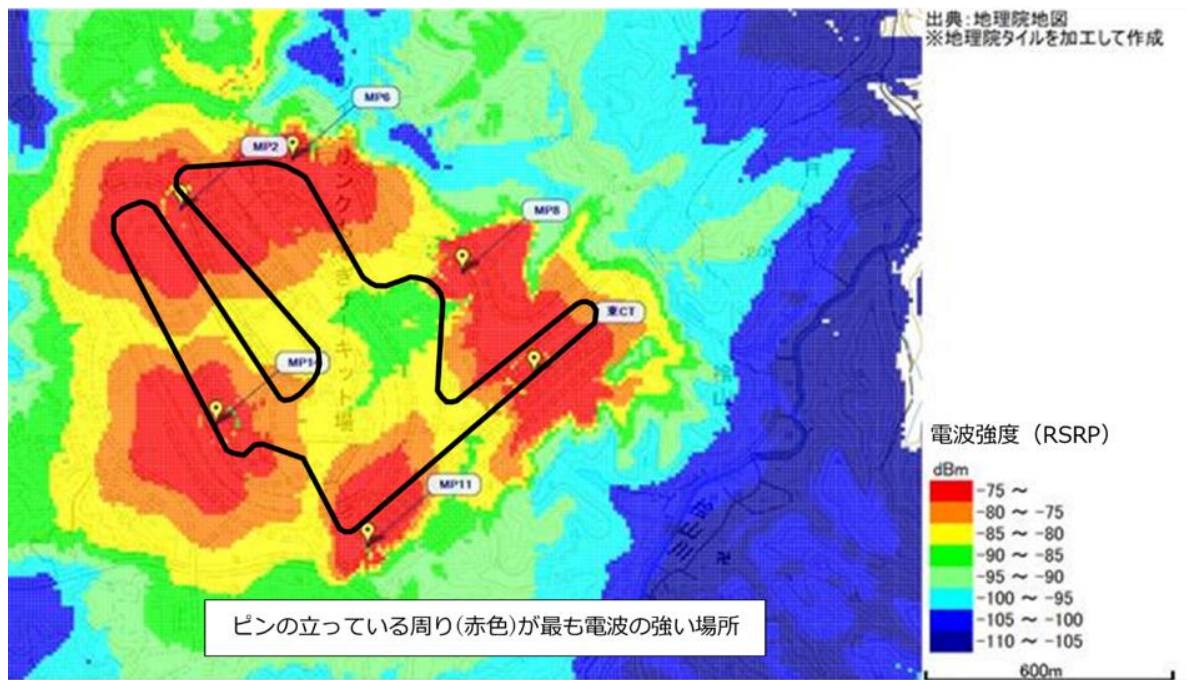 出典:地理院地図
※地理院タイルを加工して作成
MP6
MP2
MP8
東CT
MP11
桧山川
電波強度（RSRP）
dBm
-75 ～
-80 ～ -75
-85 ～ -80
-90 ～ -85
-95 ～ -90
-100 ～ -95
-105 ～ -100
-110 ～ -105
600m
ピンの立っている周り(赤色)が最も電波の強い場所